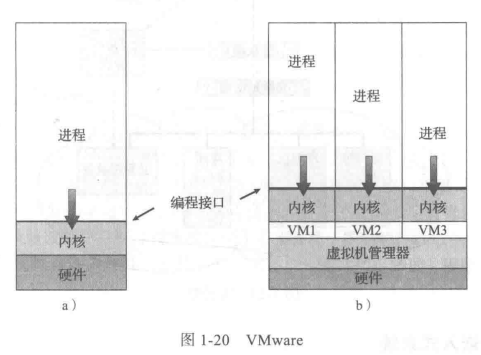 进程
内核
硬件
a）
编程接口
进程
进程
进程
内核
内核
内核
VM1
VM2
VM3
虚拟机管理器
硬件
b）
图 1-20 VMware